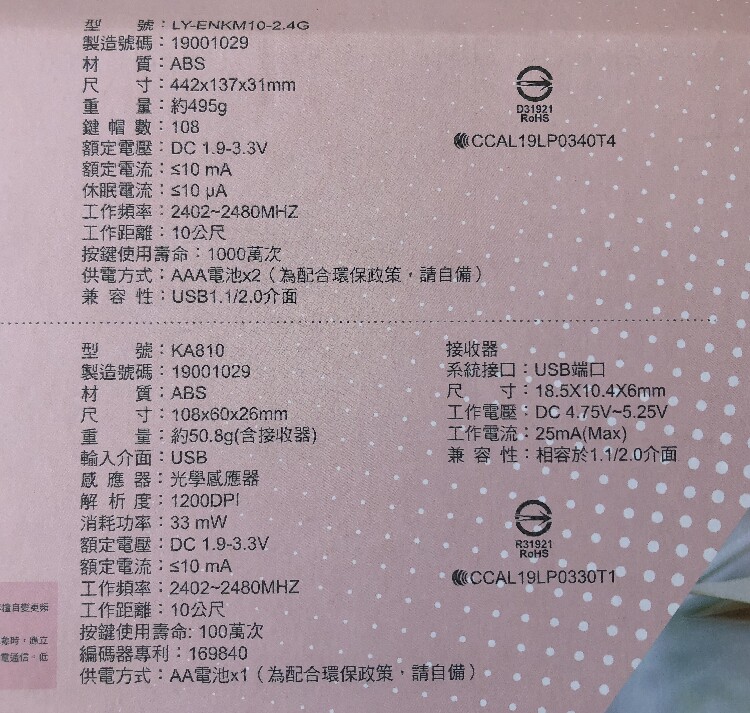 型 號：LY-ENKM10-2.4G
製造號碼：19001029
材 質：ABS
尺 寸：442x137x31mm
重 量：約495g
鍵 帽 數：108
額定電壓：DC 1.9-3.3V
額定電流：≤10 mA
休眠電流：≤10 μA
工作頻率：2402~2480MHZ
工作距離：10公尺
按鍵使用壽命：1000萬次
供電方式：AAA電池x2（為配合環保政策，請自備）
兼 容 性：USB1.1/2.0介面
D31921
RoHS
CCAL19LP0340T4
型 號：KA810
製造號碼：19001029
材 質：ABS
尺 寸：108x60x26mm
重 量：約50.8g(含接收器)
輸入介面：USB
感 應 器：光學感應器
解 析 度：1200DPI
消耗功率：33 mW
額定電壓：DC 1.9-3.3V
額定電流：≤10 mA
工作頻率：2402~2480MHZ
工作距離：10公尺
按鍵使用壽命: 100萬次
編碼器專利：169840
供電方式：AA電池x1（為配合環保政策，請自備）
接收器
系統接口：USB端口
尺 寸：18.5X10.4X6mm
工作電壓：DC 4.75V~5.25V
工作電流：25mA(Max)
兼 容 性：相容於1.1/2.0介面
R31921
RoHS
CCAL19LP0330T1
擅自變更頻
時，應立
電通信。低